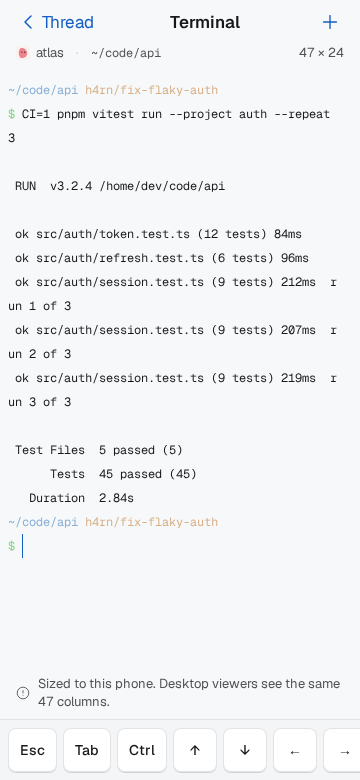 Thread
Terminal
+
atlas · ~/code/api
47 × 24
~/code/api h4rn/fix-flaky-auth
$ CI=1 pnpm vitest run --project auth --repeat
3
RUN v3.2.4 /home/dev/code/api
ok src/auth/token.test.ts (12 tests) 84ms
ok src/auth/refresh.test.ts (6 tests) 96ms
ok src/auth/session.test.ts (9 tests) 212ms r
un 1 of 3
ok src/auth/session.test.ts (9 tests) 207ms r
un 2 of 3
ok src/auth/session.test.ts (9 tests) 219ms r
un 3 of 3
Test Files 5 passed (5)
Tests 45 passed (45)
Duration 2.84s
~/code/api h4rn/fix-flaky-auth
$
Sized to this phone. Desktop viewers see the same
47 columns.
Esc Tab Ctrl ↑ ↓ ← →